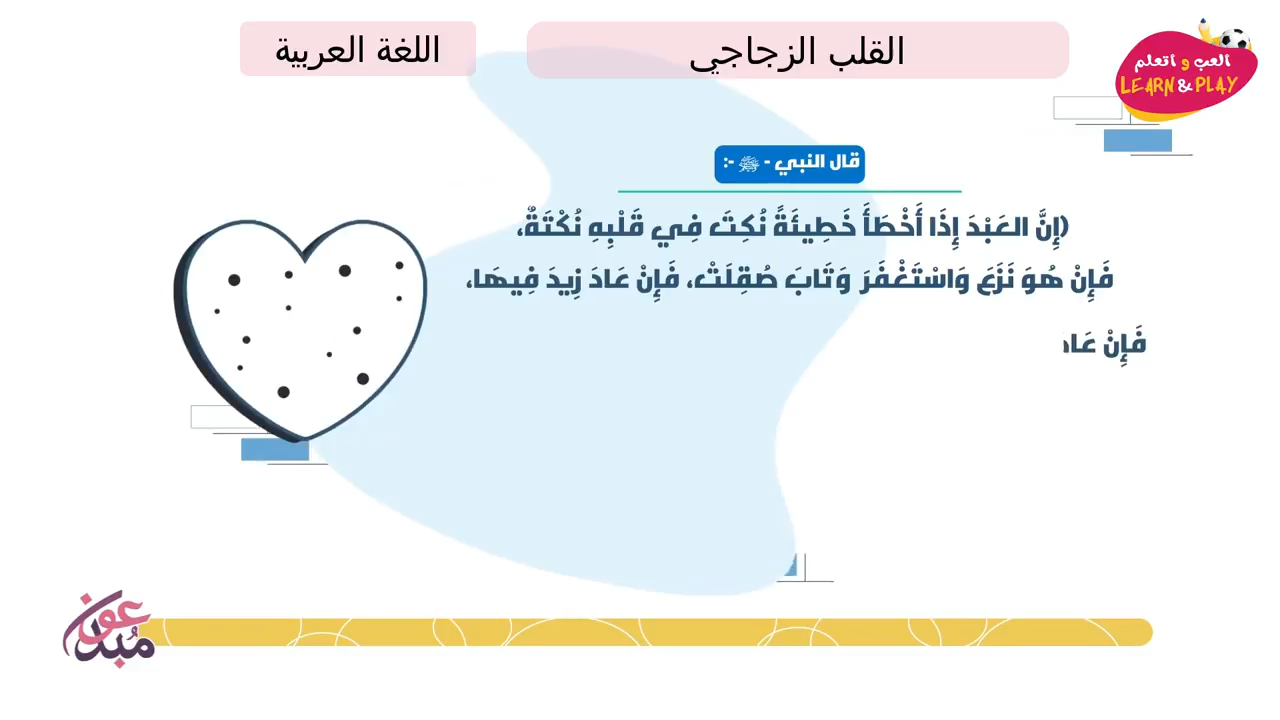 القلب الزجاجي
اللغة العربية
العب و اتعلم
LEARN & PLAY
قال النبي - ﷺ -:
(إِنَّ العَبْدَ إِذَا أَخْطَأَ خَطِيئَةً نُكِتَ فِي قَلْبِهِ نُكْتَةٌ،
فَإِنْ هُوَ نَزَعَ وَاسْتَغْفَرَ وَتَابَ صُقِلَتْ، فَإِنْ عَادَ زِيدَ فِيهَا،
فَإِنْ عَاد